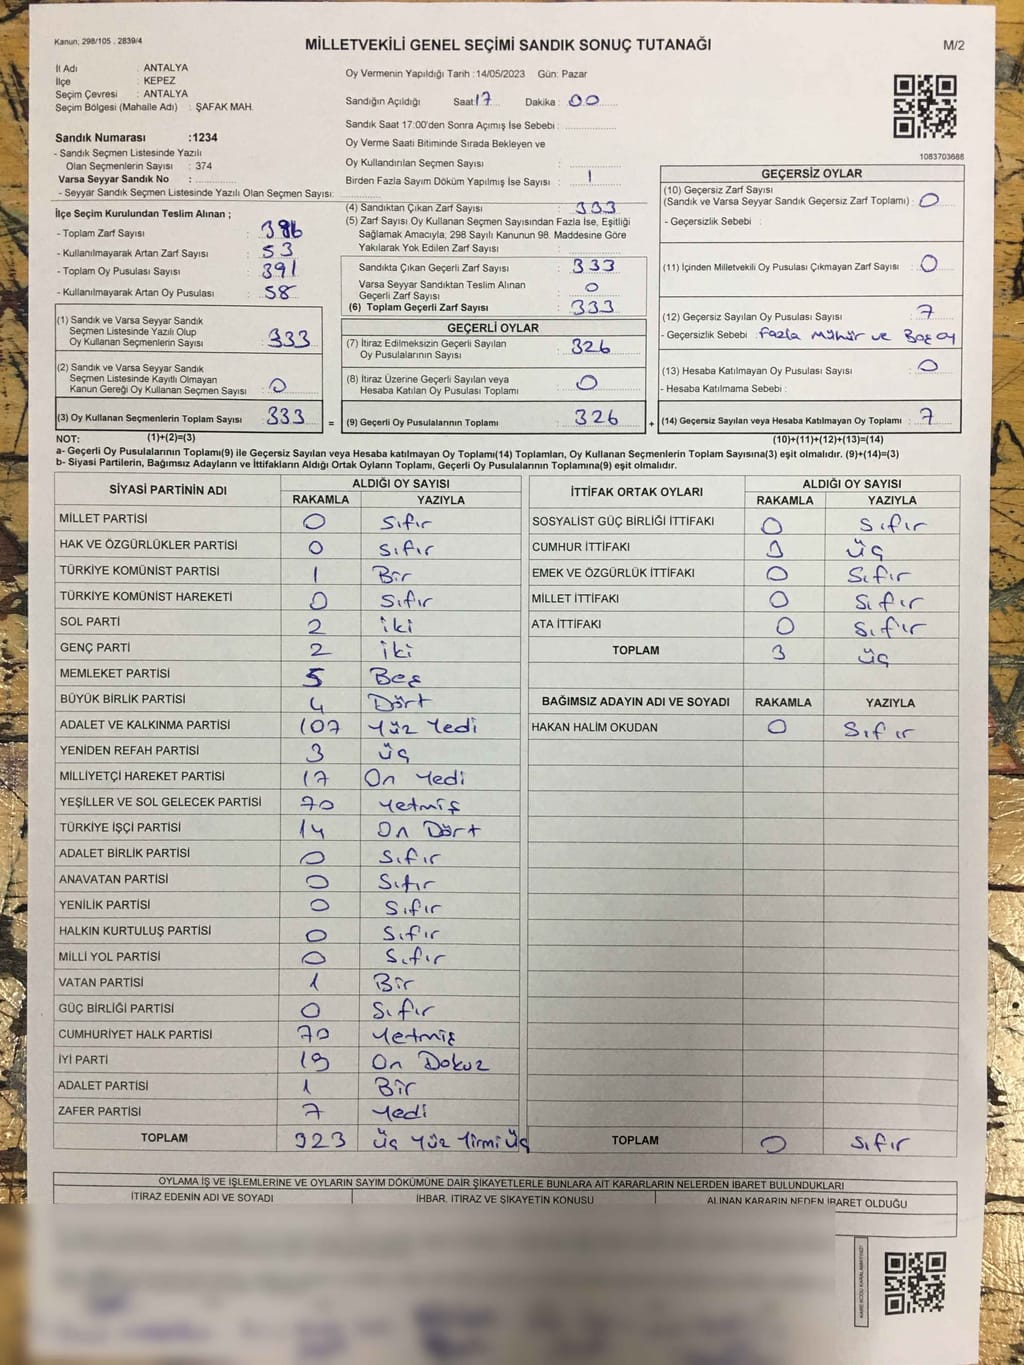 Kanun. 298/105 . 2839/4
MİLLETVEKİLİ GENEL SEÇİMİ SANDIK SONUÇ TUTANAĞI
M/2
İl Adı : ANTALYA
İlçe : KEPEZ
Seçim Çevresi : ANTALYA
Seçim Bölgesi (Mahalle Adı) : ŞAFAK MAH.
Sandık Numarası :1234
- Sandık Seçmen Listesinde Yazılı
Olan Seçmenlerin Sayısı : 374
Varsa Seyyar Sandık No :
- Seyyar Sandık Seçmen Listesinde Yazılı Olan Seçmen Sayısı:
Oy Vermenin Yapıldığı Tarih :14/05/2023 Gün: Pazar
Sandığın Açıldığı Saat 17 Dakika : 00
Sandık Saat 17:00'den Sonra Açımış İse Sebebi :
Oy Verme Saati Bitiminde Sırada Bekleyen ve
Oy Kullandırılan Seçmen Sayısı :
Birden Fazla Sayım Döküm Yapılmış İse Sayısı : 1
1083703686
İlçe Seçim Kurulundan Teslim Alınan ;
- Toplam Zarf Sayısı : 386
- Kullanılmayarak Artan Zarf Sayısı : 53
- Toplam Oy Pusulası Sayısı : 391
- Kullanılmayarak Artan Oy Pusulası : 58
(1) Sandık ve Varsa Seyyar Sandık
Seçmen Listesinde Yazılı Olup
Oy Kullanan Seçmenlerin Sayısı : 333
(2) Sandık ve Varsa Seyyar Sandık
Seçmen Listesinde Kayıtlı Olmayan
Kanun Gereği Oy Kullanan Seçmen Sayısı : 0
(3) Oy Kullanan Seçmenlerin Toplam Sayısı : 333
(4) Sandıktan Çıkan Zarf Sayısı : 333
(5) Zarf Sayısı Oy Kullanan Seçmen Sayısından Fazla İse, Eşitliği
Sağlamak Amacıyla, 298 Sayılı Kanunun 98. Maddesine Göre
Yakılarak Yok Edilen Zarf Sayısı :
Sandıkta Çıkan Geçerli Zarf Sayısı : 333
Varsa Seyyar Sandıktan Teslim Alınan
Geçerli Zarf Sayısı : 0
(6) Toplam Geçerli Zarf Sayısı : 333
GEÇERLİ OYLAR
(7) İtiraz Edilmeksizin Geçerli Sayılan
Oy Pusulalarının Sayısı : 326
(8) İtiraz Üzerine Geçerli Sayılan veya
Hesaba Katılan Oy Pusulası Toplamı : 0
= (9) Geçerli Oy Pusulalarının Toplamı : 326
GEÇERSİZ OYLAR
(10) Geçersiz Zarf Sayısı
(Sandık ve Varsa Seyyar Sandık Geçersiz Zarf Toplamı) : 0
- Geçersizlik Sebebi :
(11) İçinden Milletvekili Oy Pusulası Çıkmayan Zarf Sayısı : 0
(12) Geçersiz Sayılan Oy Pusulası Sayısı : 7
- Geçersizlik Sebebi : Fazla Mühür ve Boş oy
(13) Hesaba Katılmayan Oy Pusulası Sayısı : 0
- Hesaba Katılmama Sebebi :
+ (14) Geçersiz Sayılan veya Hesaba Katılmayan Oy Toplamı : 7
NOT: (1)+(2)=(3)
(10)+(11)+(12)+(13)=(14)
a- Geçerli Oy Pusulalarının Toplamı(9) ile Geçersiz Sayılan veya Hesaba katılmayan Oy Toplamı(14) Toplamları, Oy Kullanan Seçmenlerin Toplam Sayısına(3) eşit olmalıdır. (9)+(14)=(3)
b- Siyasi Partilerin, Bağımsız Adayların ve İttifakların Aldığı Ortak Oyların Toplamı, Geçerli Oy Pusulalarının Toplamına(9) eşit olmalıdır.
SİYASİ PARTİNİN ADI ALDIĞI OY SAYISI
RAKAMLA YAZIYLA
MİLLET PARTİSİ 0 Sıfır
HAK VE ÖZGÜRLÜKLER PARTİSİ 0 Sıfır
TÜRKİYE KOMÜNİST PARTİSİ 1 Bir
TÜRKİYE KOMÜNİST HAREKETİ 0 Sıfır
SOL PARTİ 2 iki
GENÇ PARTİ 2 iki
MEMLEKET PARTİSİ 5 Beş
BÜYÜK BİRLİK PARTİSİ 4 Dört
ADALET VE KALKINMA PARTİSİ 107 Yüz Yedi
YENİDEN REFAH PARTİSİ 3 üç
MİLLİYETÇİ HAREKET PARTİSİ 17 On Yedi
YEŞİLLER VE SOL GELECEK PARTİSİ 70 Yetmiş
TÜRKİYE İŞÇİ PARTİSİ 14 On Dört
ADALET BİRLİK PARTİSİ 0 Sıfır
ANAVATAN PARTİSİ 0 Sıfır
YENİLİK PARTİSİ 0 Sıfır
HALKIN KURTULUŞ PARTİSİ 0 Sıfır
MİLLİ YOL PARTİSİ 0 Sıfır
VATAN PARTİSİ 1 Bir
GÜÇ BİRLİĞİ PARTİSİ 0 Sıfır
CUMHURİYET HALK PARTİSİ 70 Yetmiş
İYİ PARTİ 19 On Dokuz
ADALET PARTİSİ 1 Bir
ZAFER PARTİSİ 7 Yedi
TOPLAM 323 üç Yüz Yirmi üç
İTTİFAK ORTAK OYLARI ALDIĞI OY SAYISI
RAKAMLA YAZIYLA
SOSYALİST GÜÇ BİRLİĞİ İTTİFAKI 0 Sıfır
CUMHUR İTTİFAKI 3 üç
EMEK VE ÖZGÜRLÜK İTTİFAKI 0 Sıfır
MİLLET İTTİFAKI 0 Sıfır
ATA İTTİFAKI 0 Sıfır
TOPLAM 3 üç
BAĞIMSIZ ADAYIN ADI VE SOYADI RAKAMLA YAZIYLA
HAKAN HALİM OKUDAN 0 Sıfır
TOPLAM 0 Sıfır
OYLAMA İŞ VE İŞLEMLERİNE VE OYLARIN SAYIM DÖKÜMÜNE DAİR ŞİKAYETLERLE BUNLARA AİT KARARLARIN NELERDEN İBARET BULUNDUKLARI
İTİRAZ EDENİN ADI VE SOYADI İHBAR, İTİRAZ VE ŞİKAYETİN KONUSU ALINAN KARARIN NEDEN İBARET OLDUĞU